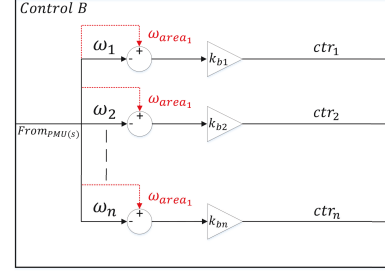 Control B
ω1 - + ωarea1 kb1 ctr1
ω2 - + ωarea1 kb2 ctr2
FromPMU(s)
ωn - + ωarea1 kbn ctrn